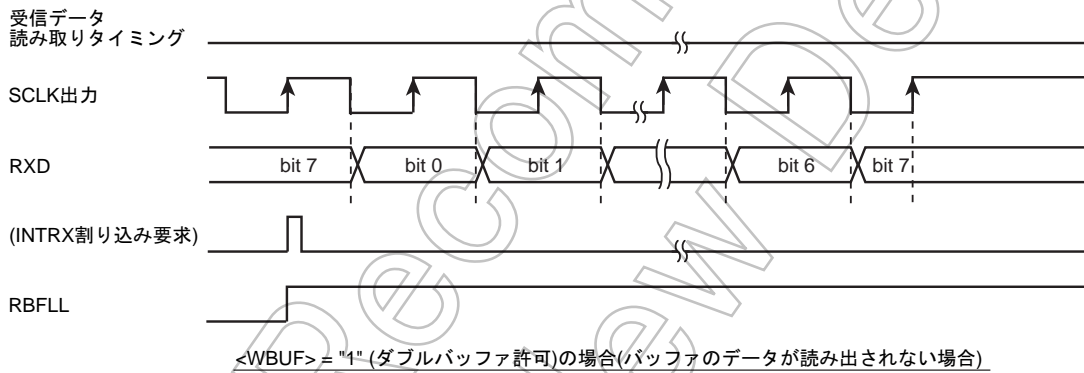 受信データ
読み取りタイミング
SCLK出力
RXD bit 7 bit 0 bit 1 bit 6 bit 7
(INTRX割り込み要求)
RBFLL
<WBUF> = "1" (ダブルバッファ許可)の場合(バッファのデータが読み出されない場合)